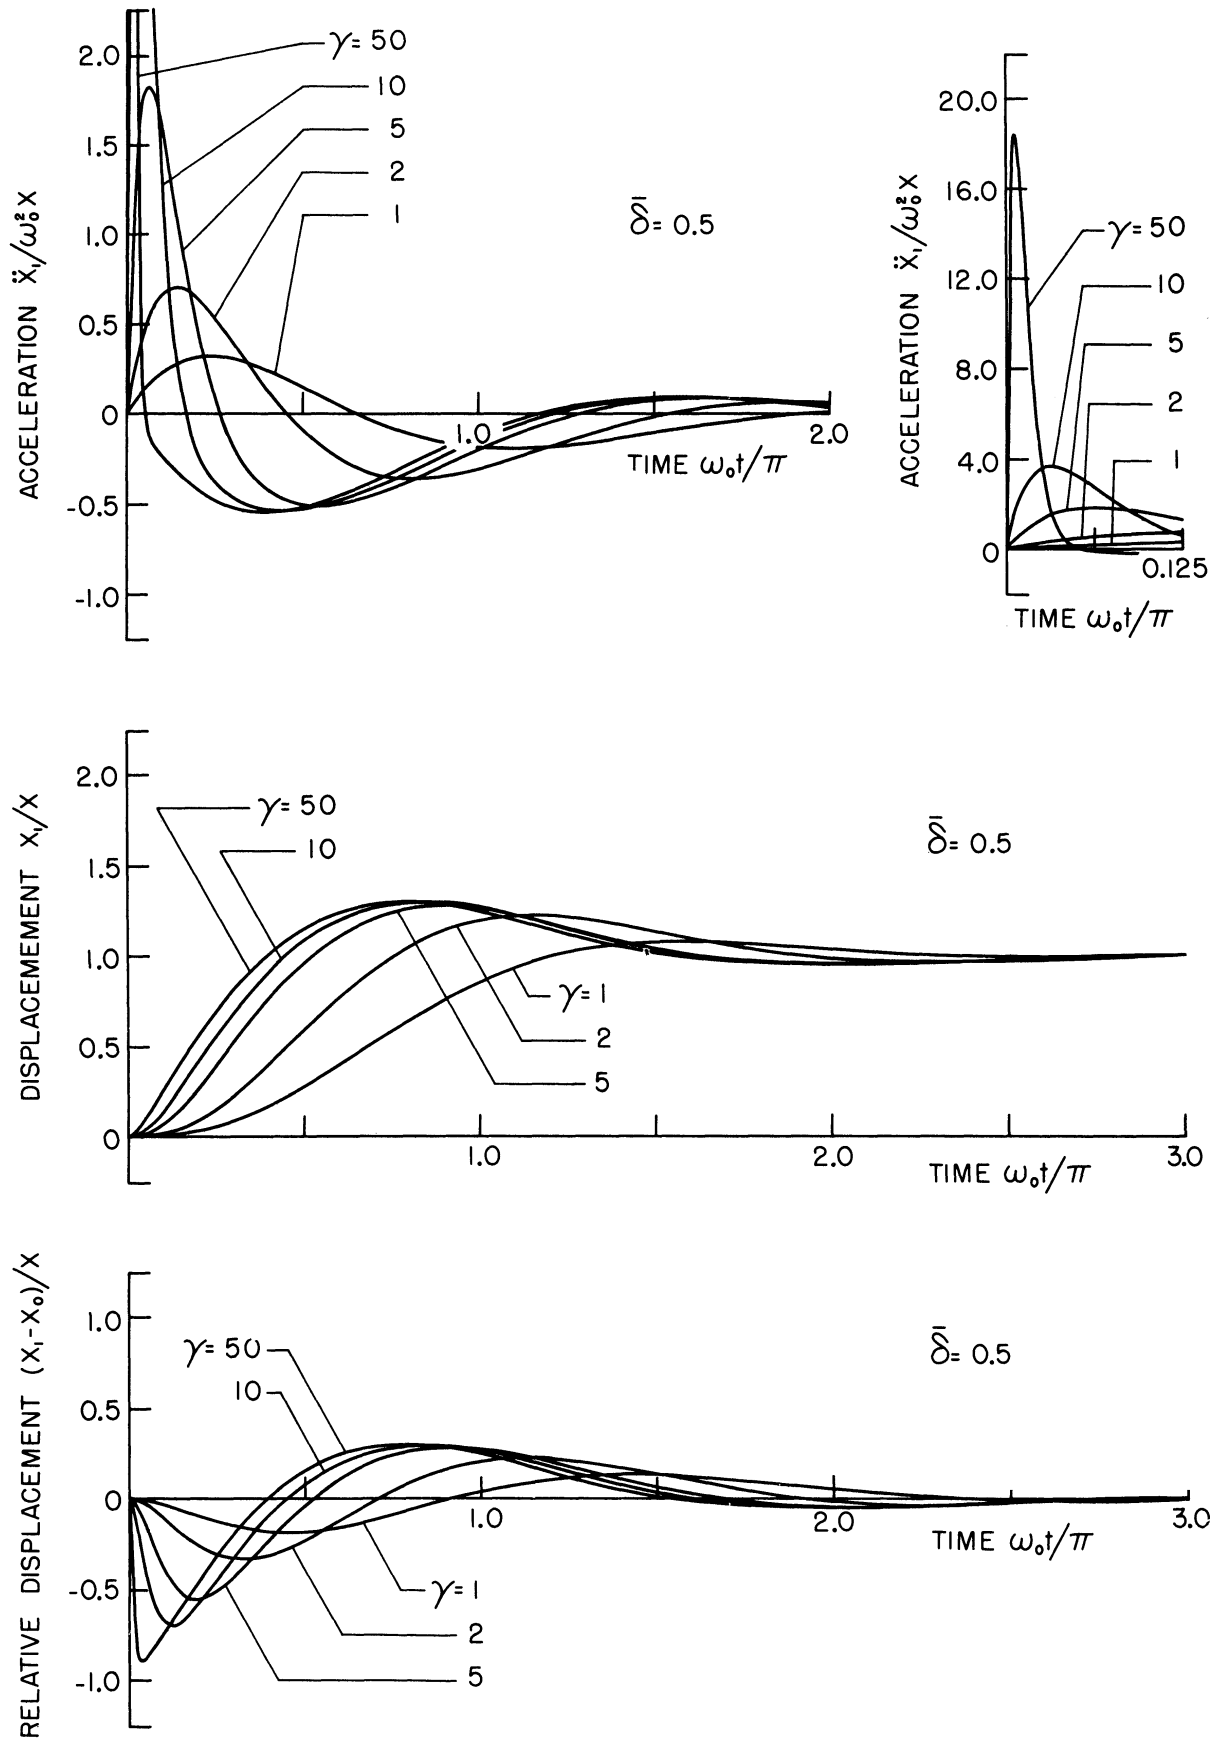 ACCELERATION ẍ₁/ω₀²X
2.0
1.5
1.0
0.5
0
-0.5
-1.0
γ= 50
10
5
2
1
δ̄= 0.5
1.0
2.0
TIME ω₀t/π
ACCELERATION ẍ₁/ω₀²X
20.0
16.0
12.0
8.0
4.0
0
γ=50
10
5
2
1
0.125
TIME ω₀t/π
DISPLACEMEMENT x₁/X
2.0
1.5
1.0
0.5
0
γ= 50
10
δ̄= 0.5
γ= 1
2
5
1.0
2.0
3.0
TIME ω₀t/π
RELATIVE DISPLACEMENT (x₁-x₀)/X
1.0
0.5
0
-0.5
-1.0
γ= 50
10
δ̄= 0.5
1.0
2.0
3.0
TIME ω₀t/π
γ= 1
2
5